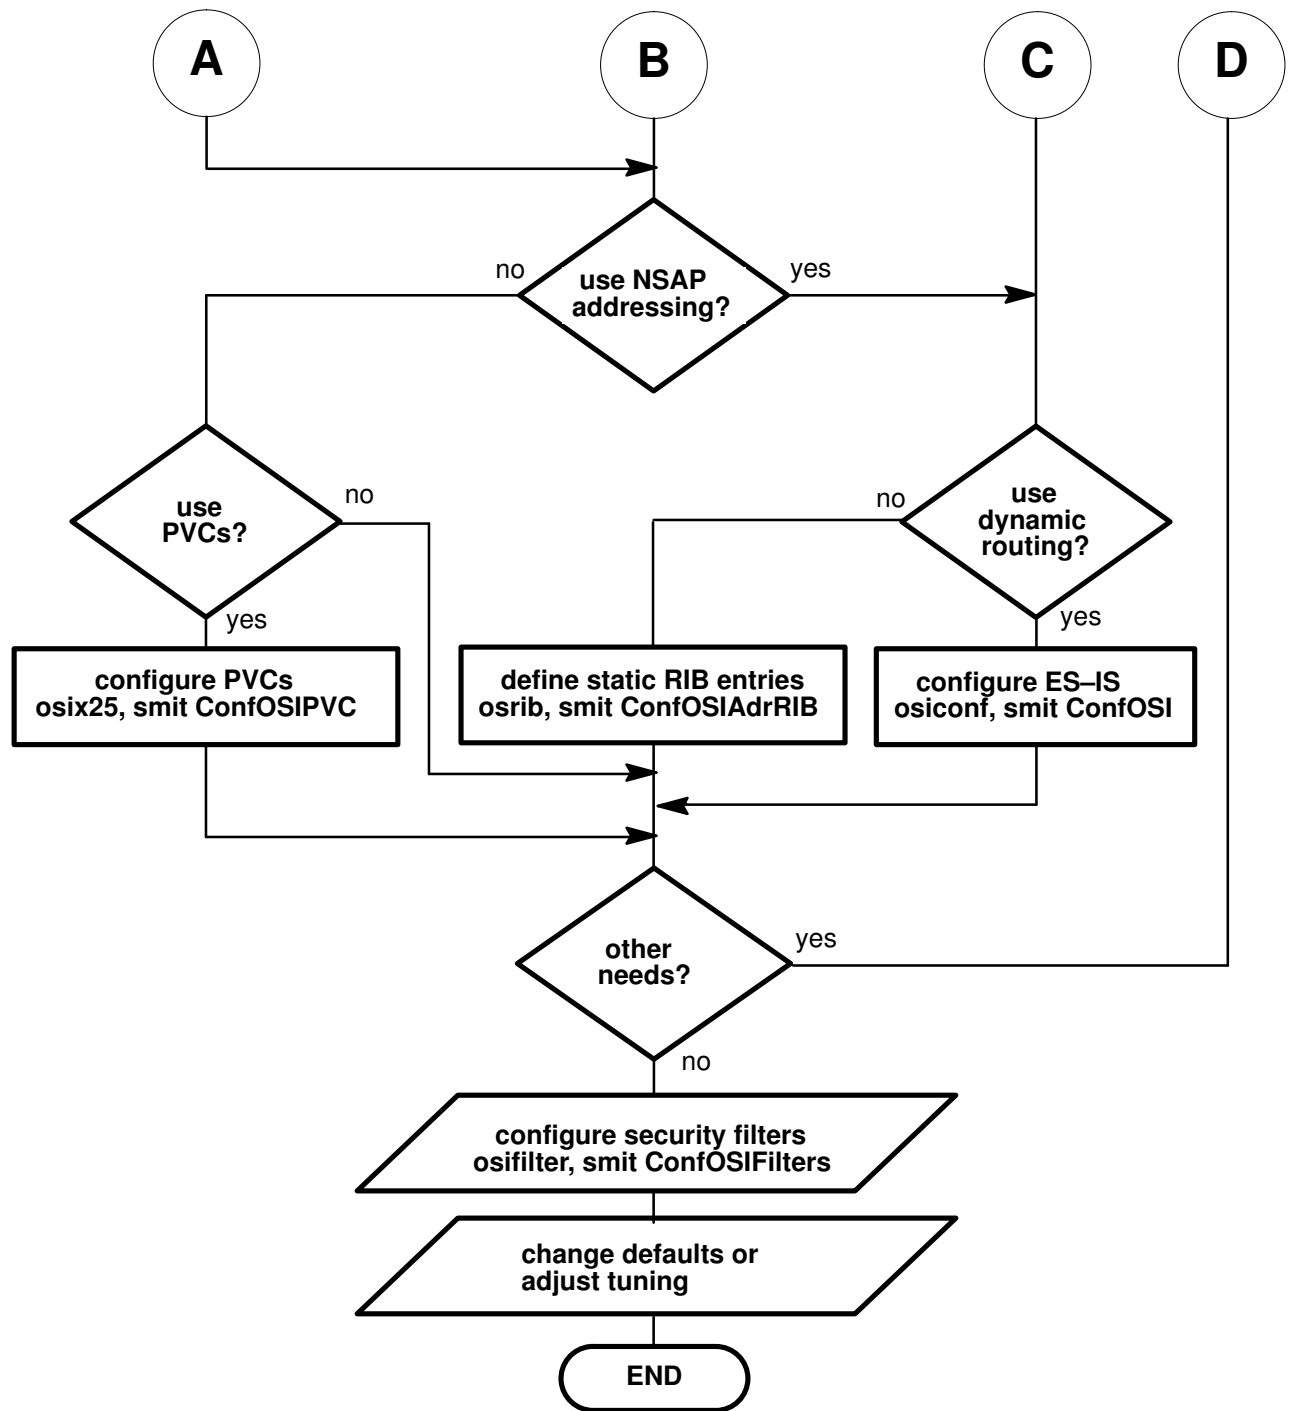 A
B
C
D
no
use NSAP
addressing?
yes
use
PVCs?
no
yes
no
use
dynamic
routing?
yes
configure PVCs
osix25, smit ConfOSIPVC
define static RIB entries
osrib, smit ConfOSIAdrRIB
configure ES–IS
osiconf, smit ConfOSI
other
needs?
yes
no
configure security filters
osifilter, smit ConfOSIFilters
change defaults or
adjust tuning
END